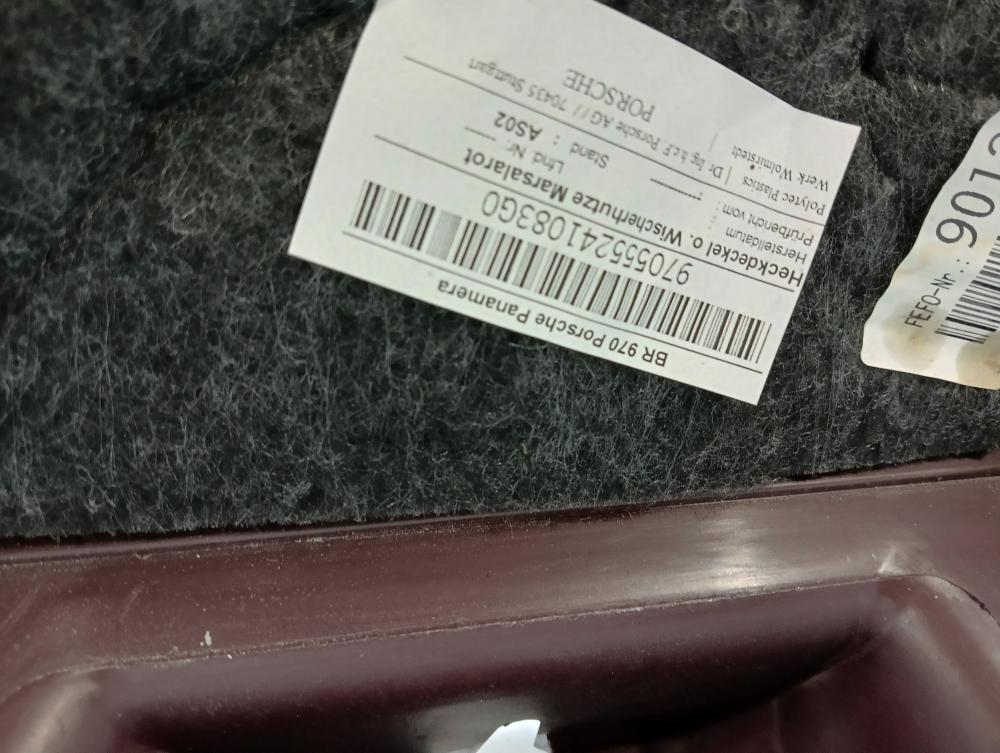 BR 970 Porsche Panamera
970555241083G0
Heckdeckel o. Wischerhutze Marsalarot
Herstelldatum :
Lfnd Nr.
Prüfbericht vom :
Stand : AS02
Polytec Plastics
Werk Wolmirstedt
Dr. Ing h.c.F. Porsche AG // 70435 Stuttgart
PORSCHE
FEFO-Nr.: 9012